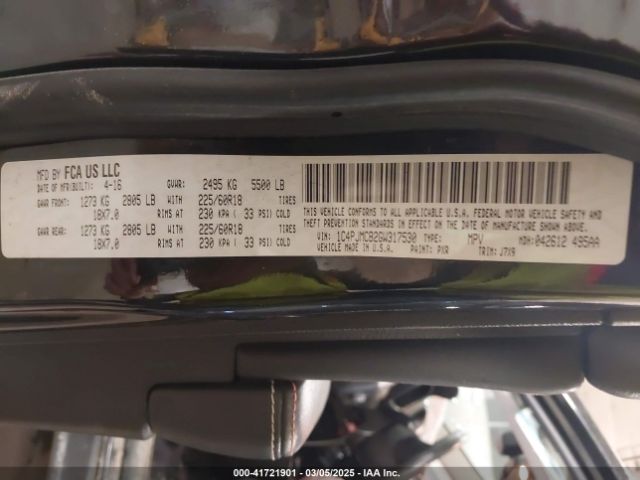 MFD BY FCA US LLC
DATE OF MFR(BUILT): 4-16 GVWR: 2495 KG 5500 LB
GAWR FRONT: 1273 KG 2805 LB WITH 225/60R18 TIRES
18X7.0 RIMS AT 230 KPA ( 33 PSI) COLD
GAWR REAR: 1273 KG 2805 LB WITH 225/60R18 TIRES
18X7.0 RIMS AT 230 KPA ( 33 PSI) COLD
THIS VEHICLE CONFORMS TO ALL APPLICABLE U.S.A. FEDERAL MOTOR VEHICLE SAFETY AND
THEFT PREVENTION STANDARDS IN EFFECT ON THE DATE OF MANUFACTURE SHOWN ABOVE.
VIN: 1C4PJMCB2GW317530 TYPE: MPV MDH: 042612 495AA
VEHICLE MADE IN U.S.A. PAINT: PXR TRIM: J7X9
000-41721901 - 03/05/2025 - IAA Inc.